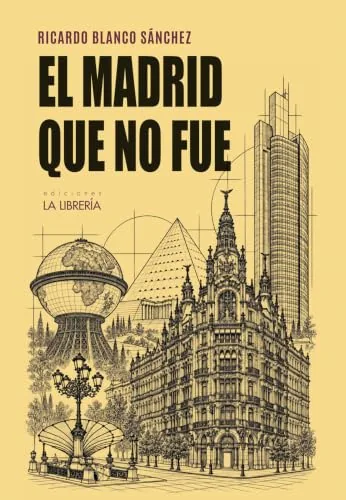 RICARDO BLANCO SÁNCHEZ
EL MADRID
QUE NO FUE
ediciones
LA LIBRERÍA